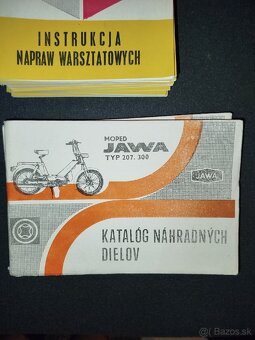 INSTRUKCJA
NAPRAW WARSZTATOWYCH
MOPED
JAWA
TYP 207. 300
JAWA
KATALÓG NÁHRADNÝCH
DIELOV
Bazos.sk